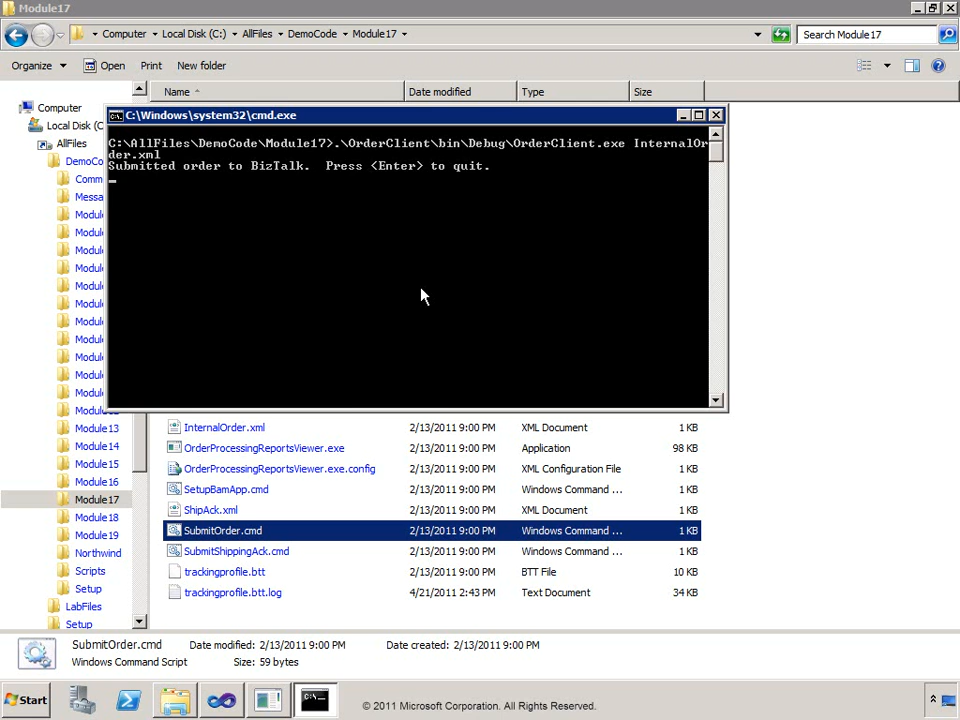 Module17
Computer Local Disk (C:) AllFiles DemoCode Module17
Search Module17
Organize Open Print New folder
Name Date modified Type Size
Computer
Local Disk (C
AllFiles
DemoCo
Comm
Messa
Modul
Modul
Modul
Modul
Modul
Modul
Modul
Modul
Modul
Modul
Modul
Module13
Module14
Module15
Module16
Module17
Module18
Module19
Northwind
Scripts
Setup
LabFiles
Setup
C:\Windows\system32\cmd.exe
C:\AllFiles\DemoCode\Module17>.\OrderClient\bin\Debug\OrderClient.exe InternalOr
der.xml
Submitted order to BizTalk.  Press <Enter> to quit.
InternalOrder.xml 2/13/2011 9:00 PM XML Document 1 KB
OrderProcessingReportsViewer.exe 2/13/2011 9:00 PM Application 98 KB
OrderProcessingReportsViewer.exe.config 2/13/2011 9:00 PM XML Configuration File 1 KB
SetupBamApp.cmd 2/13/2011 9:00 PM Windows Command ... 1 KB
ShipAck.xml 2/13/2011 9:00 PM XML Document 1 KB
SubmitOrder.cmd 2/13/2011 9:00 PM Windows Command ... 1 KB
SubmitShippingAck.cmd 2/13/2011 9:00 PM Windows Command ... 1 KB
trackingprofile.btt 2/13/2011 9:00 PM BTT File 10 KB
trackingprofile.btt.log 4/21/2011 2:43 PM Text Document 34 KB
SubmitOrder.cmd Date modified: 2/13/2011 9:00 PM Date created: 2/13/2011 9:00 PM
Windows Command Script Size: 59 bytes
Start
© 2011 Microsoft Corporation. All Rights Reserved.